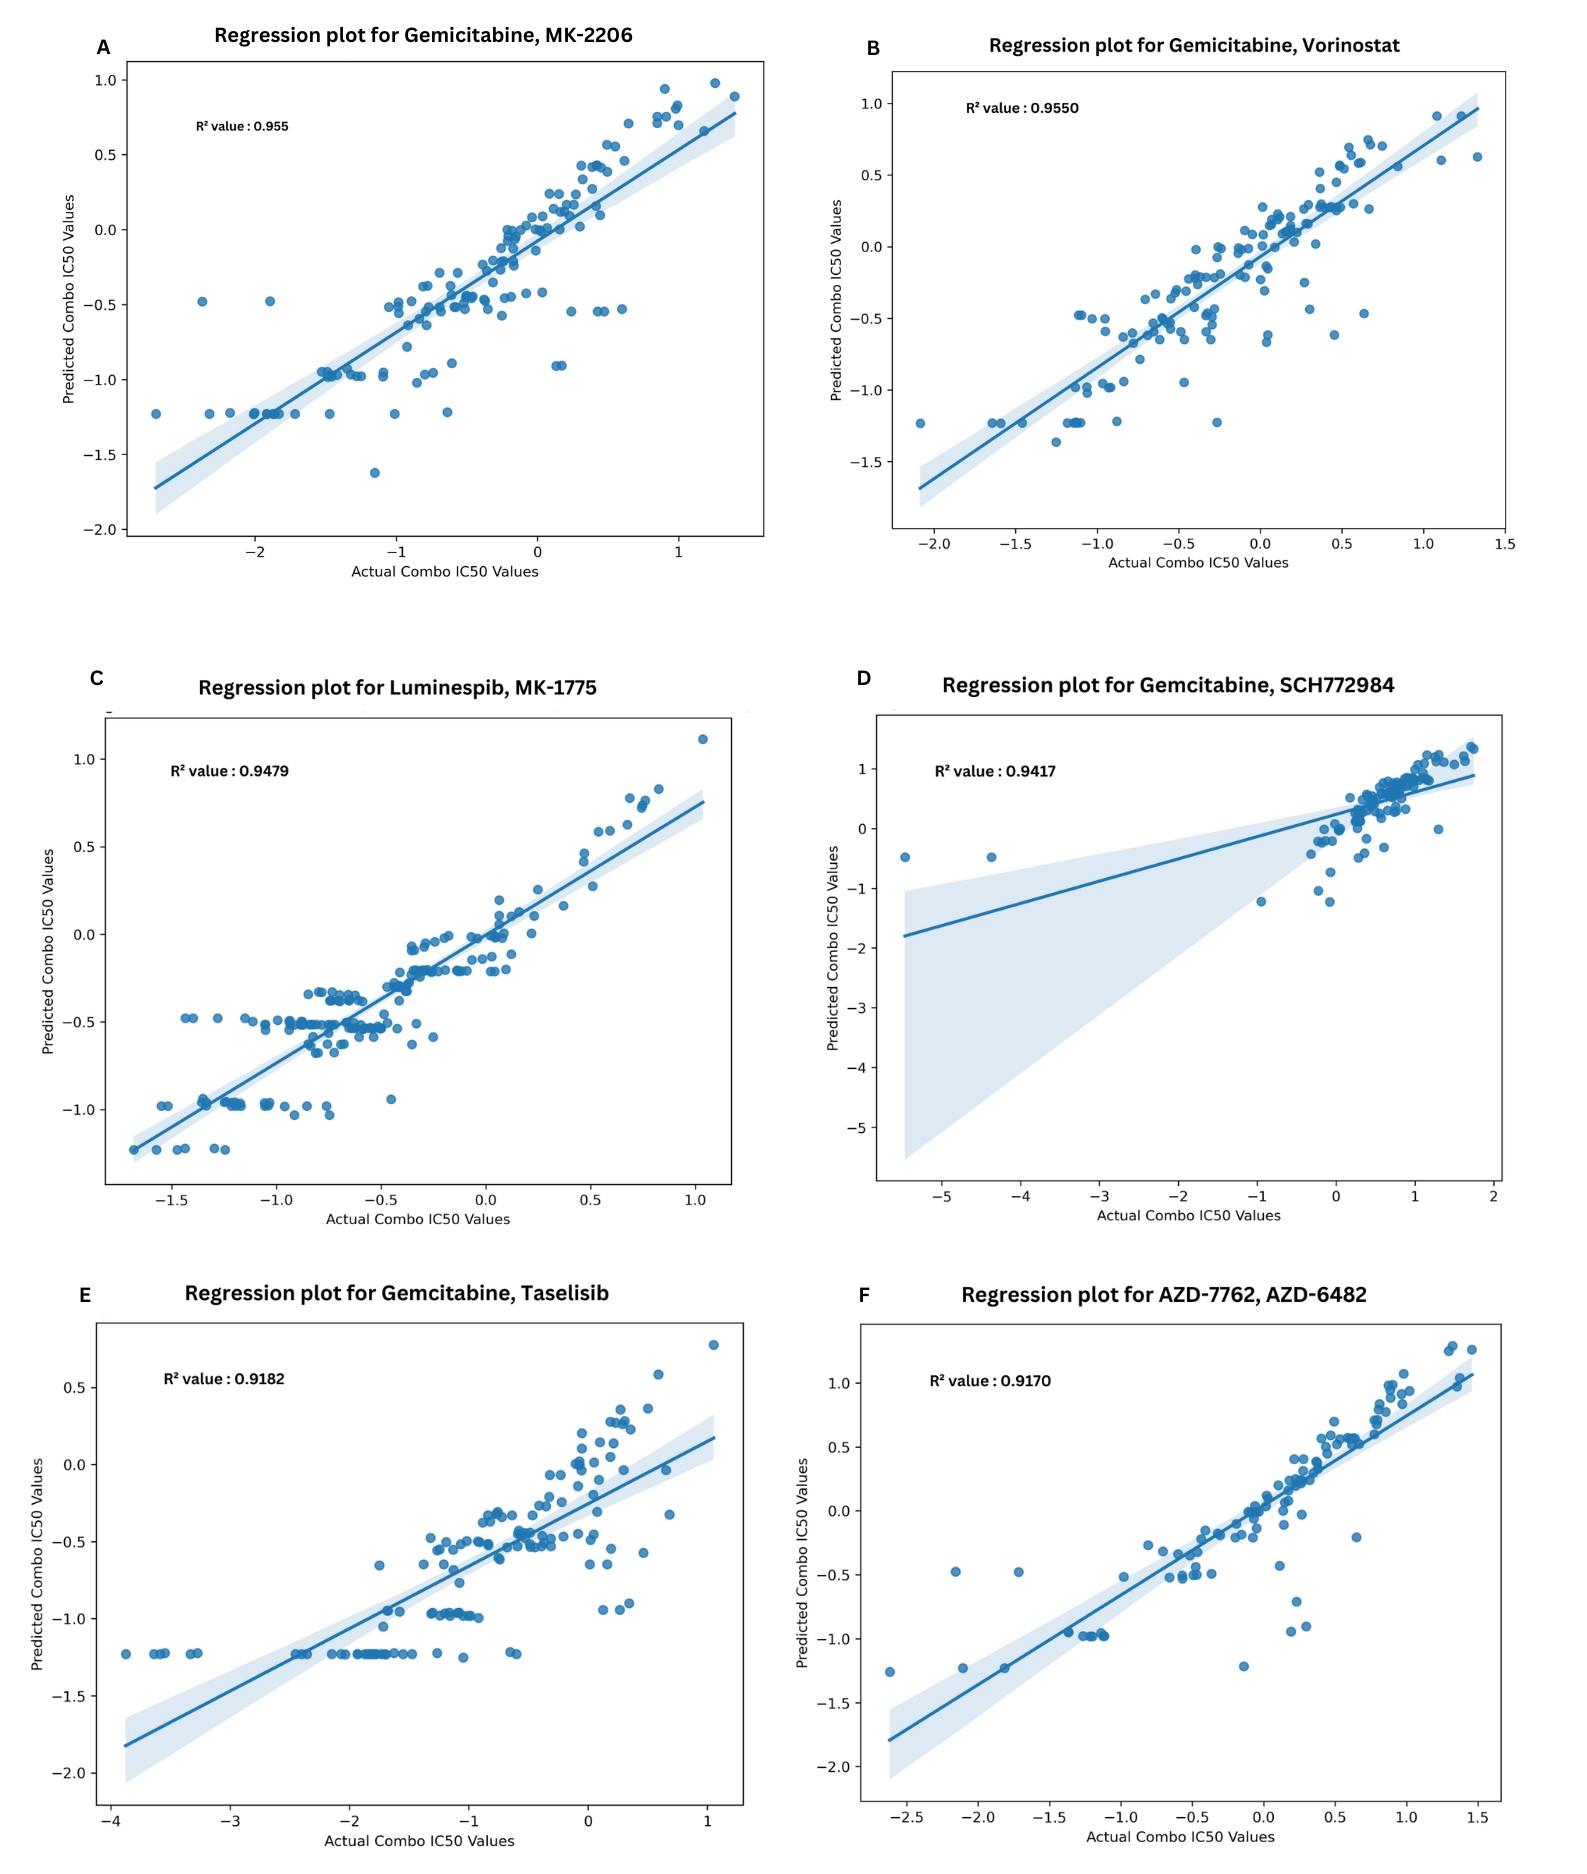 A
Regression plot for Gemicitabine, MK-2206
R² value : 0.955
1.0
0.5
0.0
−0.5
−1.0
−1.5
−2.0
Predicted Combo IC50 Values
−2
−1
0
1
Actual Combo IC50 Values
B
Regression plot for Gemicitabine, Vorinostat
R² value : 0.9550
1.0
0.5
0.0
−0.5
−1.0
−1.5
Predicted Combo IC50 Values
−2.0
−1.5
−1.0
−0.5
0.0
0.5
1.0
1.5
Actual Combo IC50 Values
C
Regression plot for Luminespib, MK-1775
R² value : 0.9479
1.0
0.5
0.0
−0.5
−1.0
Predicted Combo IC50 Values
−1.5
−1.0
−0.5
0.0
0.5
1.0
Actual Combo IC50 Values
D
Regression plot for Gemcitabine, SCH772984
R² value : 0.9417
1
0
−1
−2
−3
−4
−5
Predicted Combo IC50 Values
−5
−4
−3
−2
−1
0
1
2
Actual Combo IC50 Values
E
Regression plot for Gemcitabine, Taselisib
R² value : 0.9182
0.5
0.0
−0.5
−1.0
−1.5
−2.0
Predicted Combo IC50 Values
−4
−3
−2
−1
0
1
Actual Combo IC50 Values
F
Regression plot for AZD-7762, AZD-6482
R² value : 0.9170
1.0
0.5
0.0
−0.5
−1.0
−1.5
−2.0
Predicted Combo IC50 Values
−2.5
−2.0
−1.5
−1.0
−0.5
0.0
0.5
1.0
1.5
Actual Combo IC50 Values